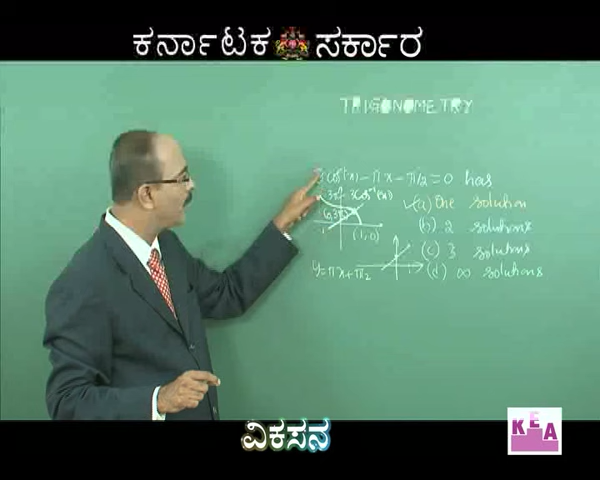 ಕರ್ನಾಟಕ ಸರ್ಕಾರ
TRIGONOMETRY
3 cos⁻¹(x) − πx − π/2 = 0 has
(a) One solution
(b) 2 solutions
(c) 3 solutions
(1,0)
y = πx + π/2
(d) ∞ solutions
ವಿಕಸನ
KEA